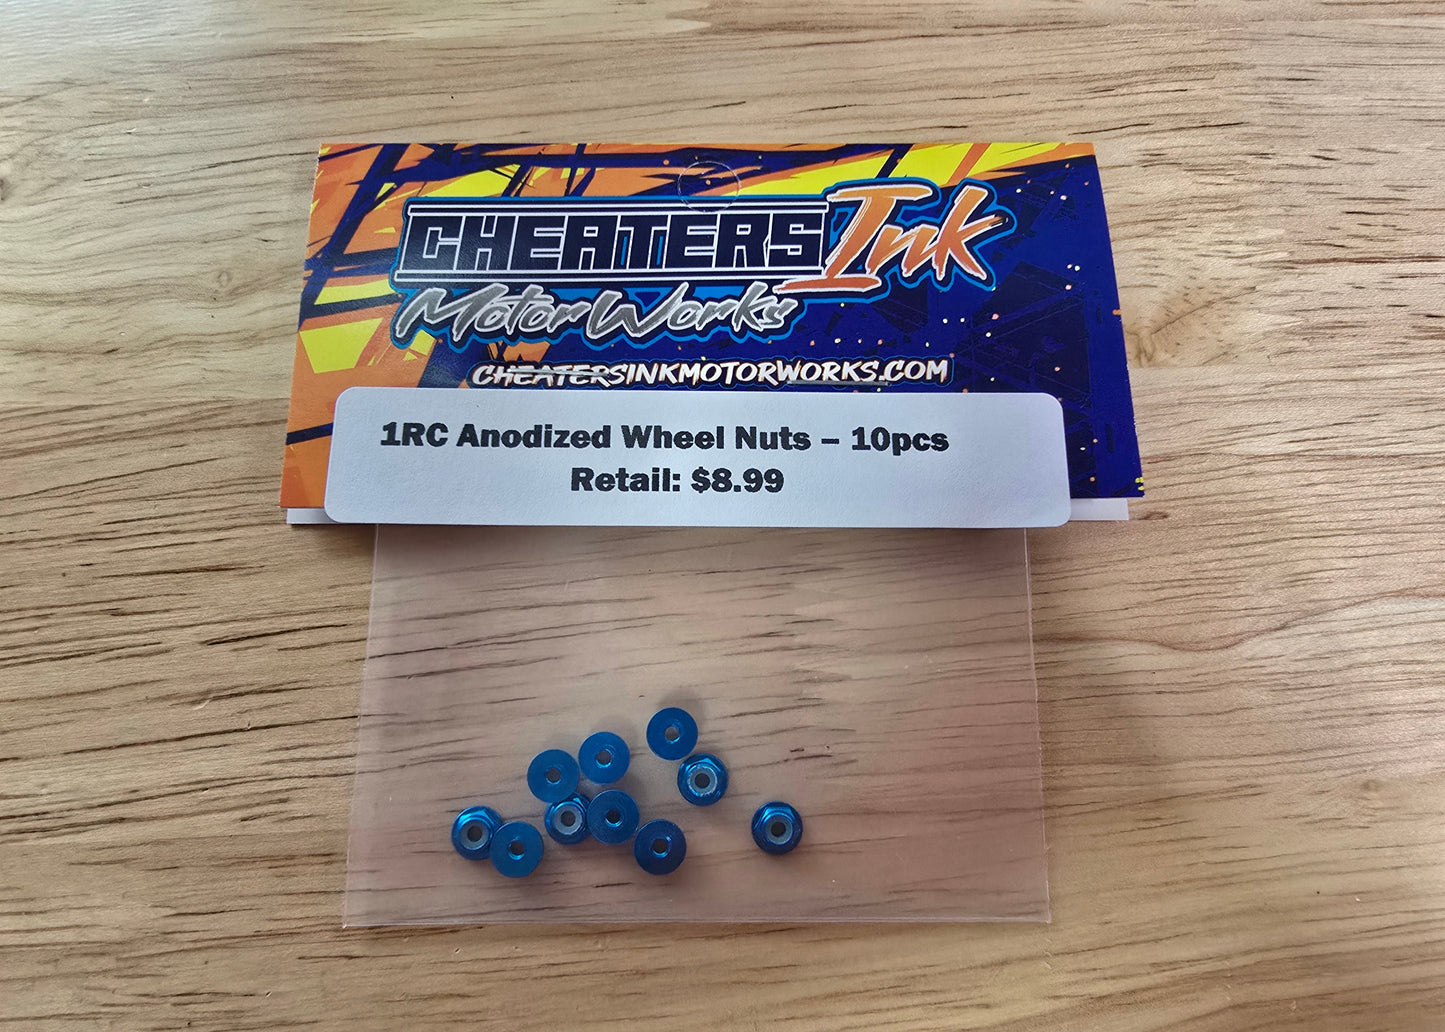 CHEATERS Ink
MotorWorks
CHEATERSINKMOTORWORKS.COM
1RC Anodized Wheel Nuts – 10pcs
Retail: $8.99